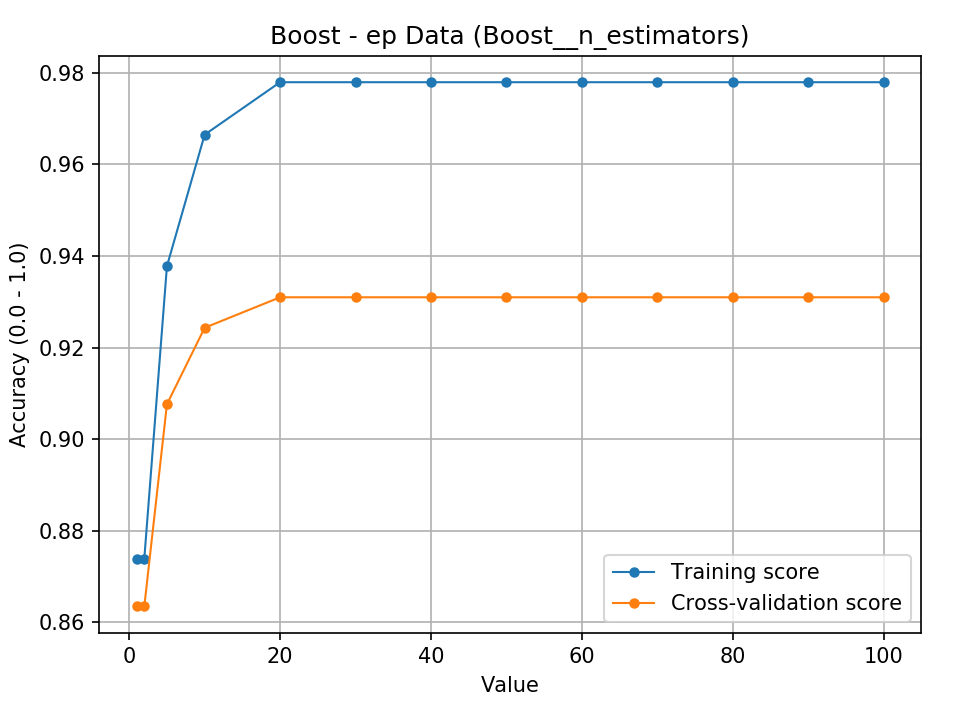 Boost - ep Data (Boost__n_estimators)
0.98
0.96
0.94
0.92
0.90
0.88
0.86
Accuracy (0.0 - 1.0)
Training score
Cross-validation score
0 20 40 60 80 100
Value